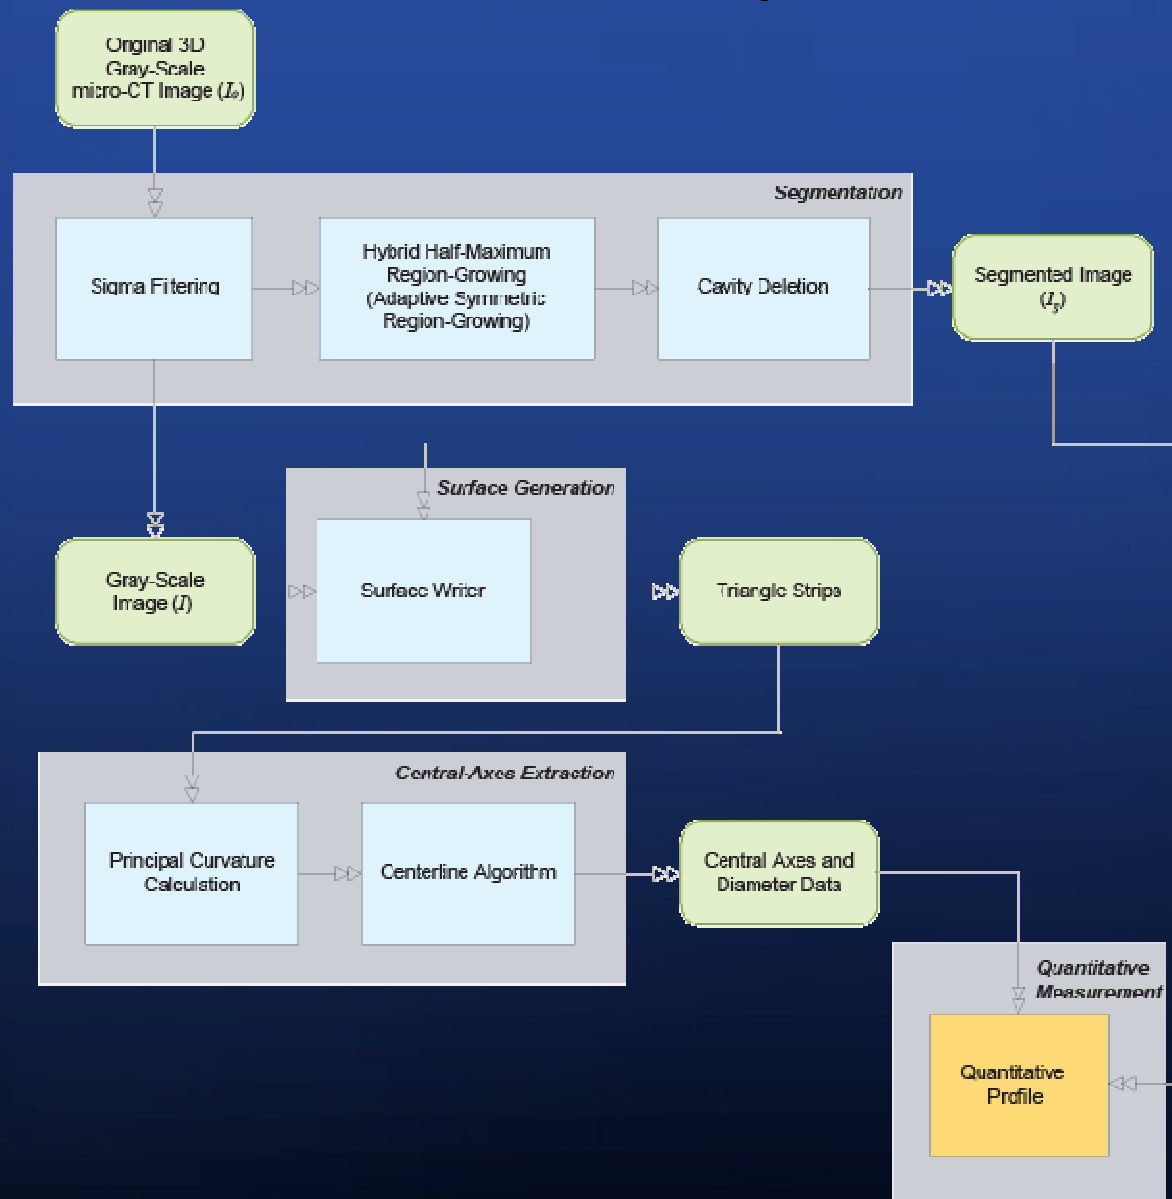 Original 3D
Gray-Scale
micro-CT Image (Iₒ)
Segmentation
Sigma Filtering
Hybrid Half-Maximum
Region-Growing
(Adaptive Symmetric
Region-Growing)
Cavity Deletion
Segmented Image
(Iₛ)
Surface Generation
Gray-Scale
Image (I)
Surface Writer
Triangle Strips
Central-Axes Extraction
Principal Curvature
Calculation
Centerline Algorithm
Central Axes and
Diameter Data
Quantitative
Measurement
Quantitative
Profile